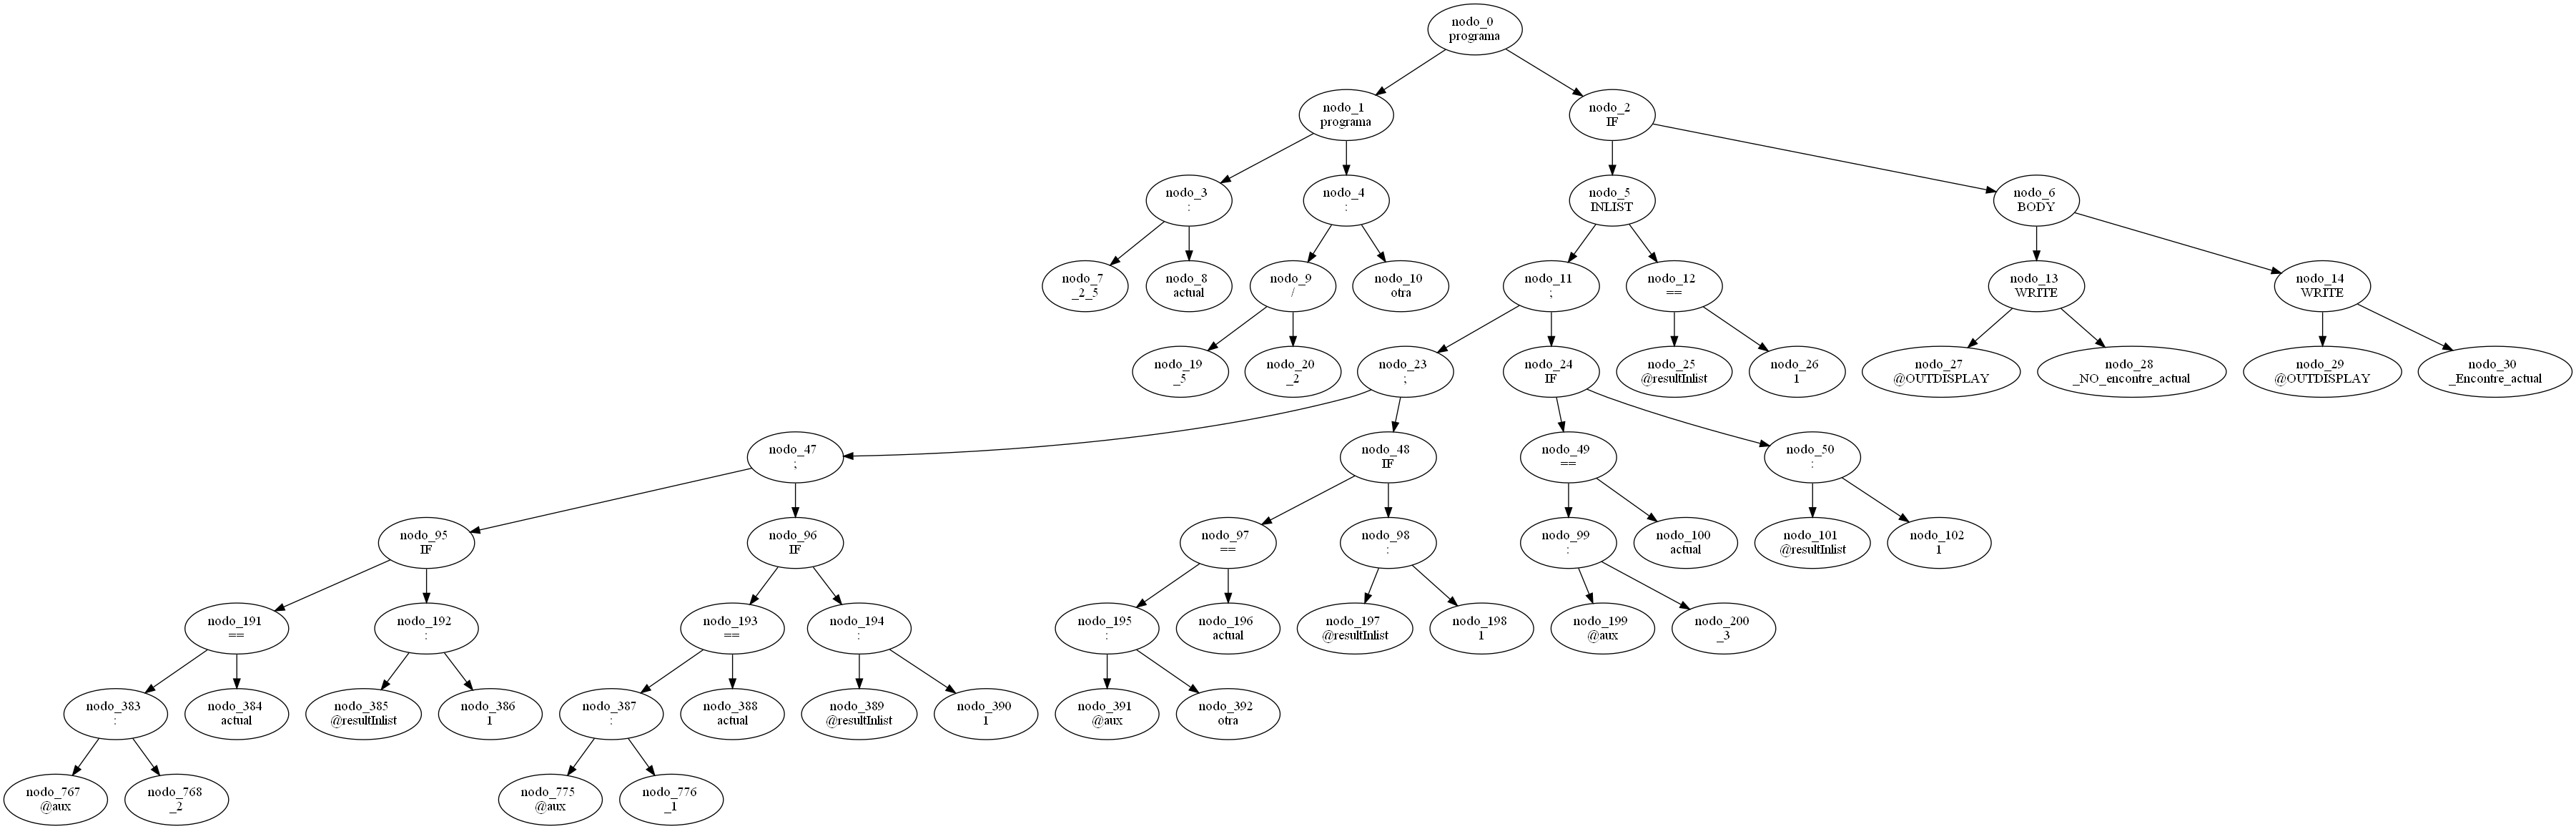 nodo_0
programa
nodo_1
programa
nodo_2
IF
nodo_3
:
nodo_4
:
nodo_5
INLIST
nodo_6
BODY
nodo_7
_2_5
nodo_8
actual
nodo_9
/
nodo_10
otra
nodo_11
;
nodo_12
==
nodo_13
WRITE
nodo_14
WRITE
nodo_19
_5
nodo_20
_2
nodo_23
;
nodo_24
IF
nodo_25
@resultInlist
nodo_26
1
nodo_27
@OUTDISPLAY
nodo_28
_NO_encontre_actual
nodo_29
@OUTDISPLAY
nodo_30
_Encontre_actual
nodo_47
;
nodo_48
IF
nodo_49
==
nodo_50
:
nodo_95
IF
nodo_96
IF
nodo_97
==
nodo_98
:
nodo_99
:
nodo_100
actual
nodo_101
@resultInlist
nodo_102
1
nodo_191
==
nodo_192
:
nodo_193
==
nodo_194
:
nodo_195
:
nodo_196
actual
nodo_197
@resultInlist
nodo_198
1
nodo_199
@aux
nodo_200
_3
nodo_383
:
nodo_384
actual
nodo_385
@resultInlist
nodo_386
1
nodo_387
:
nodo_388
actual
nodo_389
@resultInlist
nodo_390
1
nodo_391
@aux
nodo_392
otra
nodo_767
@aux
nodo_768
_2
nodo_775
@aux
nodo_776
_1